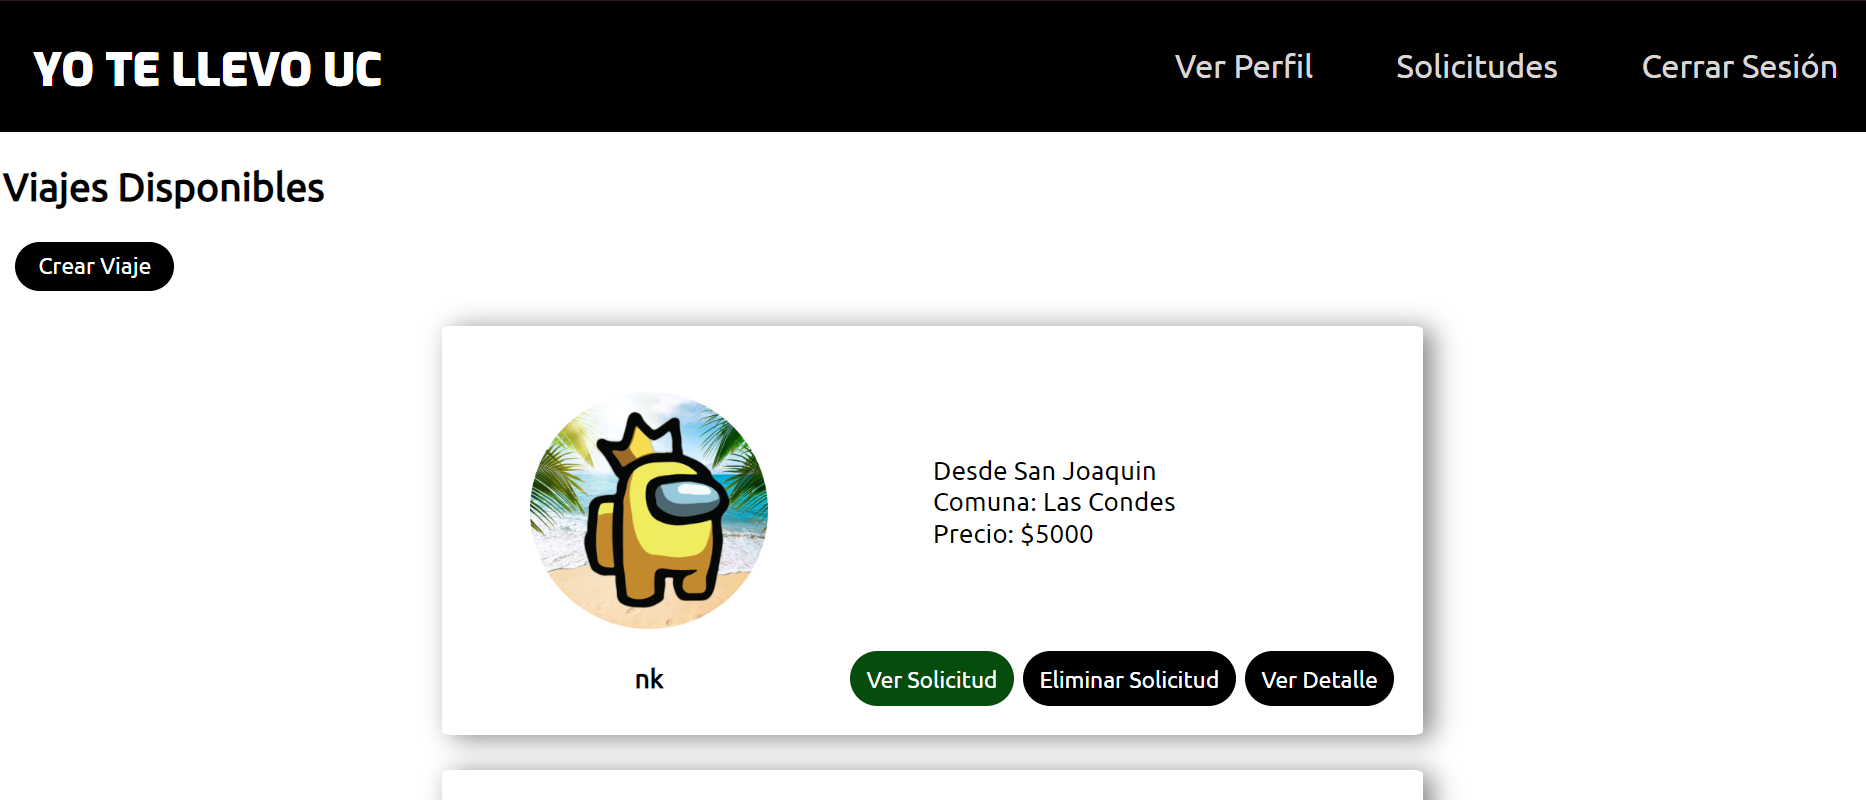 YO TE LLEVO UC
Ver Perfil
Solicitudes
Cerrar Sesión
Viajes Disponibles
Crear Viaje
Desde San Joaquin
Comuna: Las Condes
Precio: $5000
nk
Ver Solicitud
Eliminar Solicitud
Ver Detalle